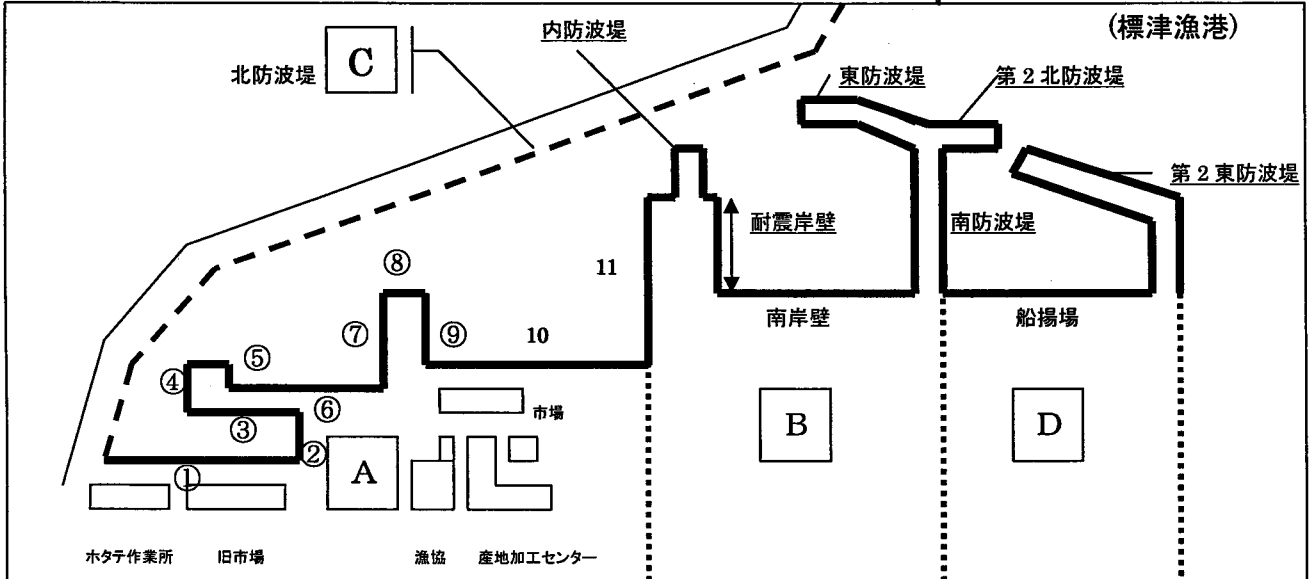 (標津漁港)
内防波堤
北防波堤
C
東防波堤
第2北防波堤
第2東防波堤
耐震岸壁
南防波堤
⑧
11
南岸壁
船揚場
⑦
⑨
10
⑤
④
⑥
市場
③
②
①
A
B
D
ホタテ作業所
旧市場
漁協
産地加工センター